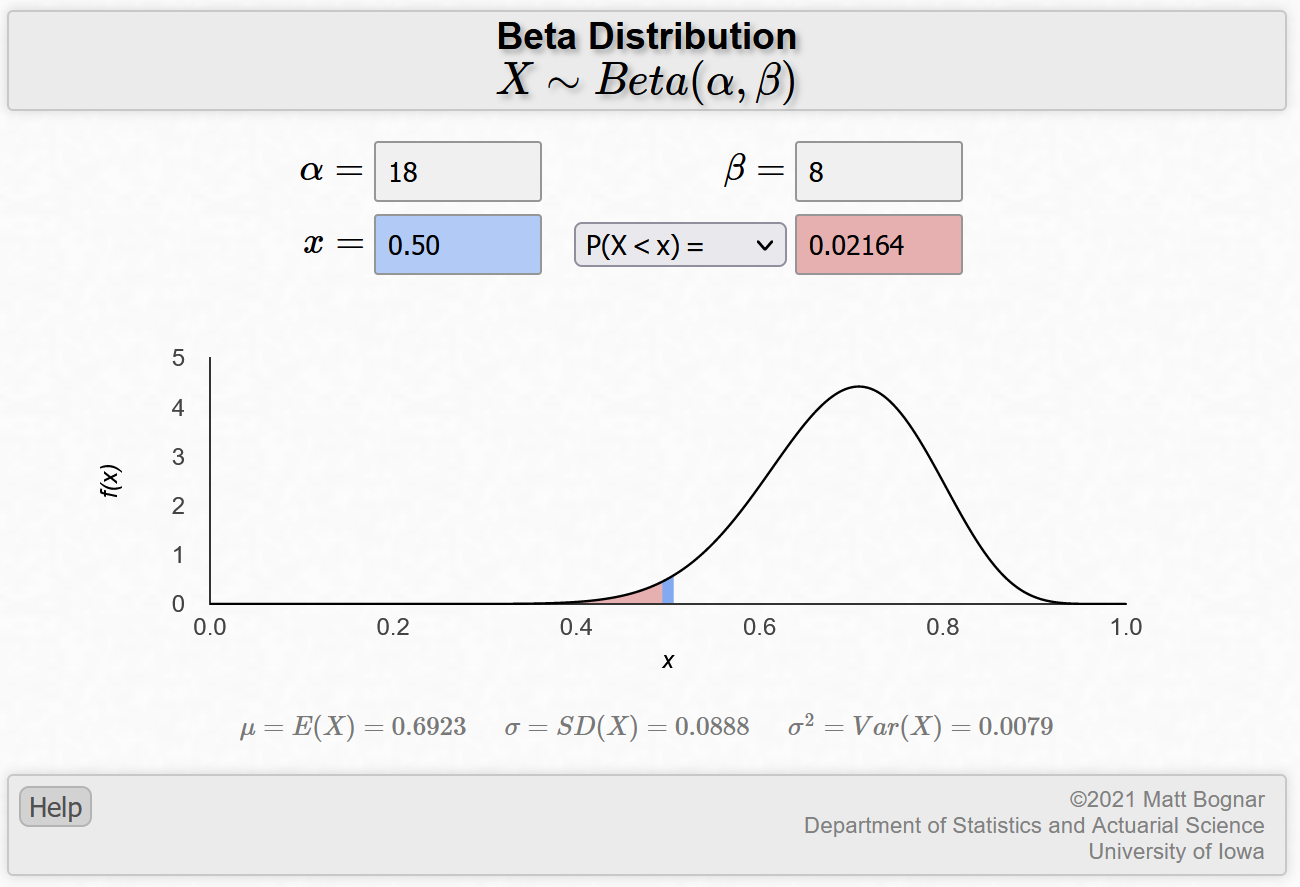 Beta Distribution
X ∼ Beta(α, β)
α = 18 β = 8
x = 0.50 P(X < x) = 0.02164
5
4
3
2
1
0
f(x)
0.0 0.2 0.4 0.6 0.8 1.0
x
μ = E(X) = 0.6923 σ = SD(X) = 0.0888 σ² = Var(X) = 0.0079
Help
©2021 Matt Bognar
Department of Statistics and Actuarial Science
University of Iowa